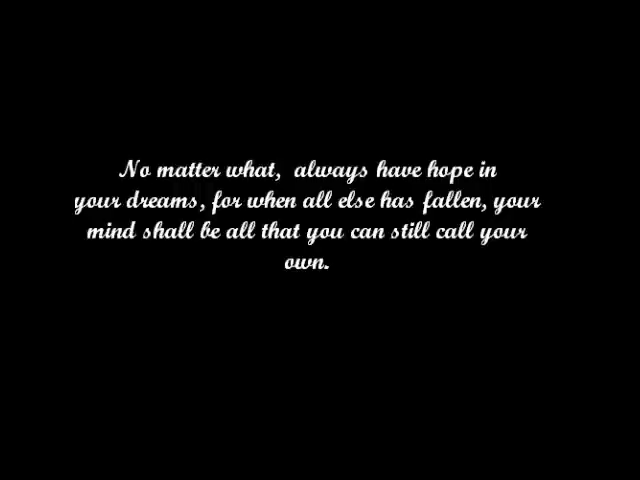 No matter what, always have hope in
your dreams, for when all else has fallen, your
mind shall be all that you can still call your
own.